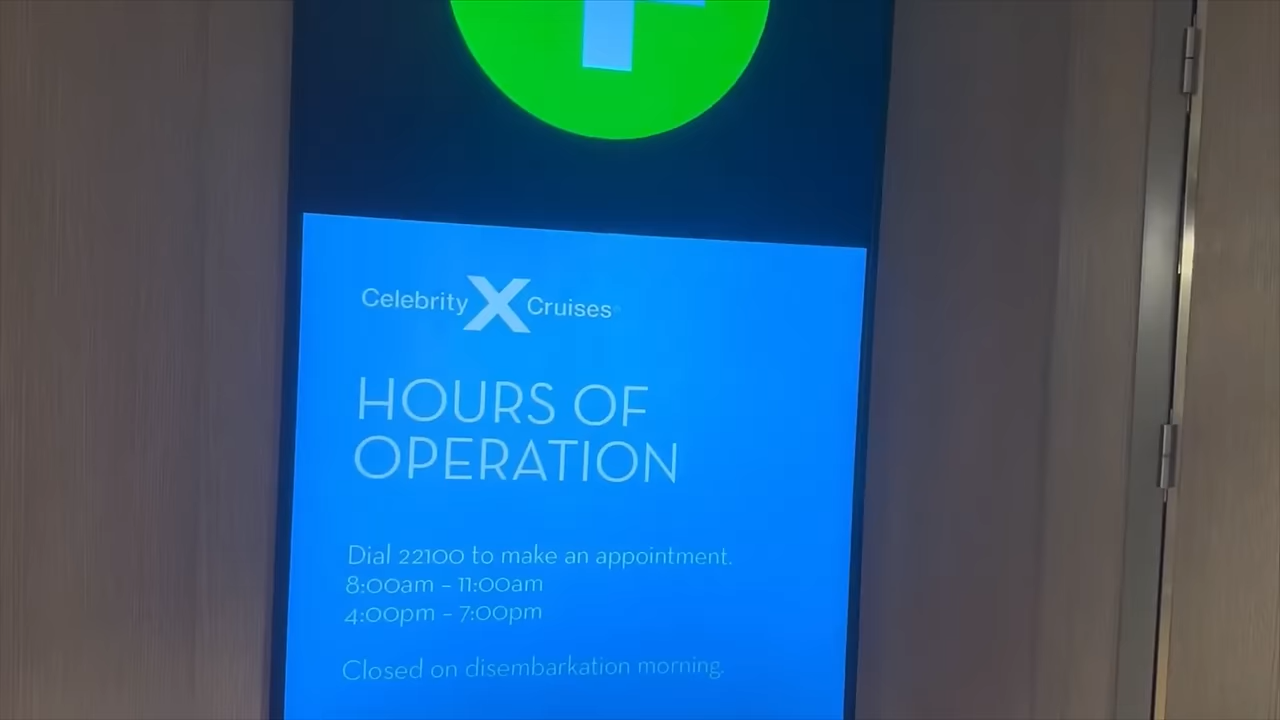 Celebrity X Cruises
HOURS OF
OPERATION
Dial 22100 to make an appointment.
8:00am – 11:00am
4:00pm – 7:00pm
Closed on disembarkation morning.